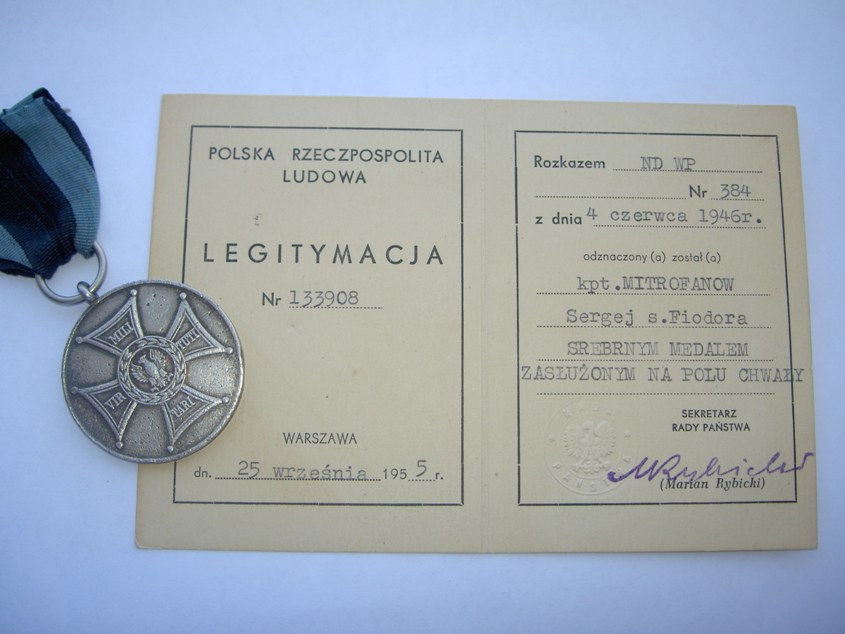 MILI
TUTI
VIR
TARI
POLSKA RZECZPOSPOLITA
LUDOWA
LEGITYMACJA
Nr 133908
WARSZAWA
dn. 25 września 1955 r.
Rozkazem ND WP
Nr 384
z dnia 4 czerwca 1946r.
odznaczony (a) został (a)
kpt.MITROFANOW
Sergej s.Fiodora
SREBRNYM MEDALEM
ZASŁUŻONYM NA POLU CHWAŁY
SEKRETARZ
RADY PAŃSTWA
MRybicki
(Marian Rybicki)